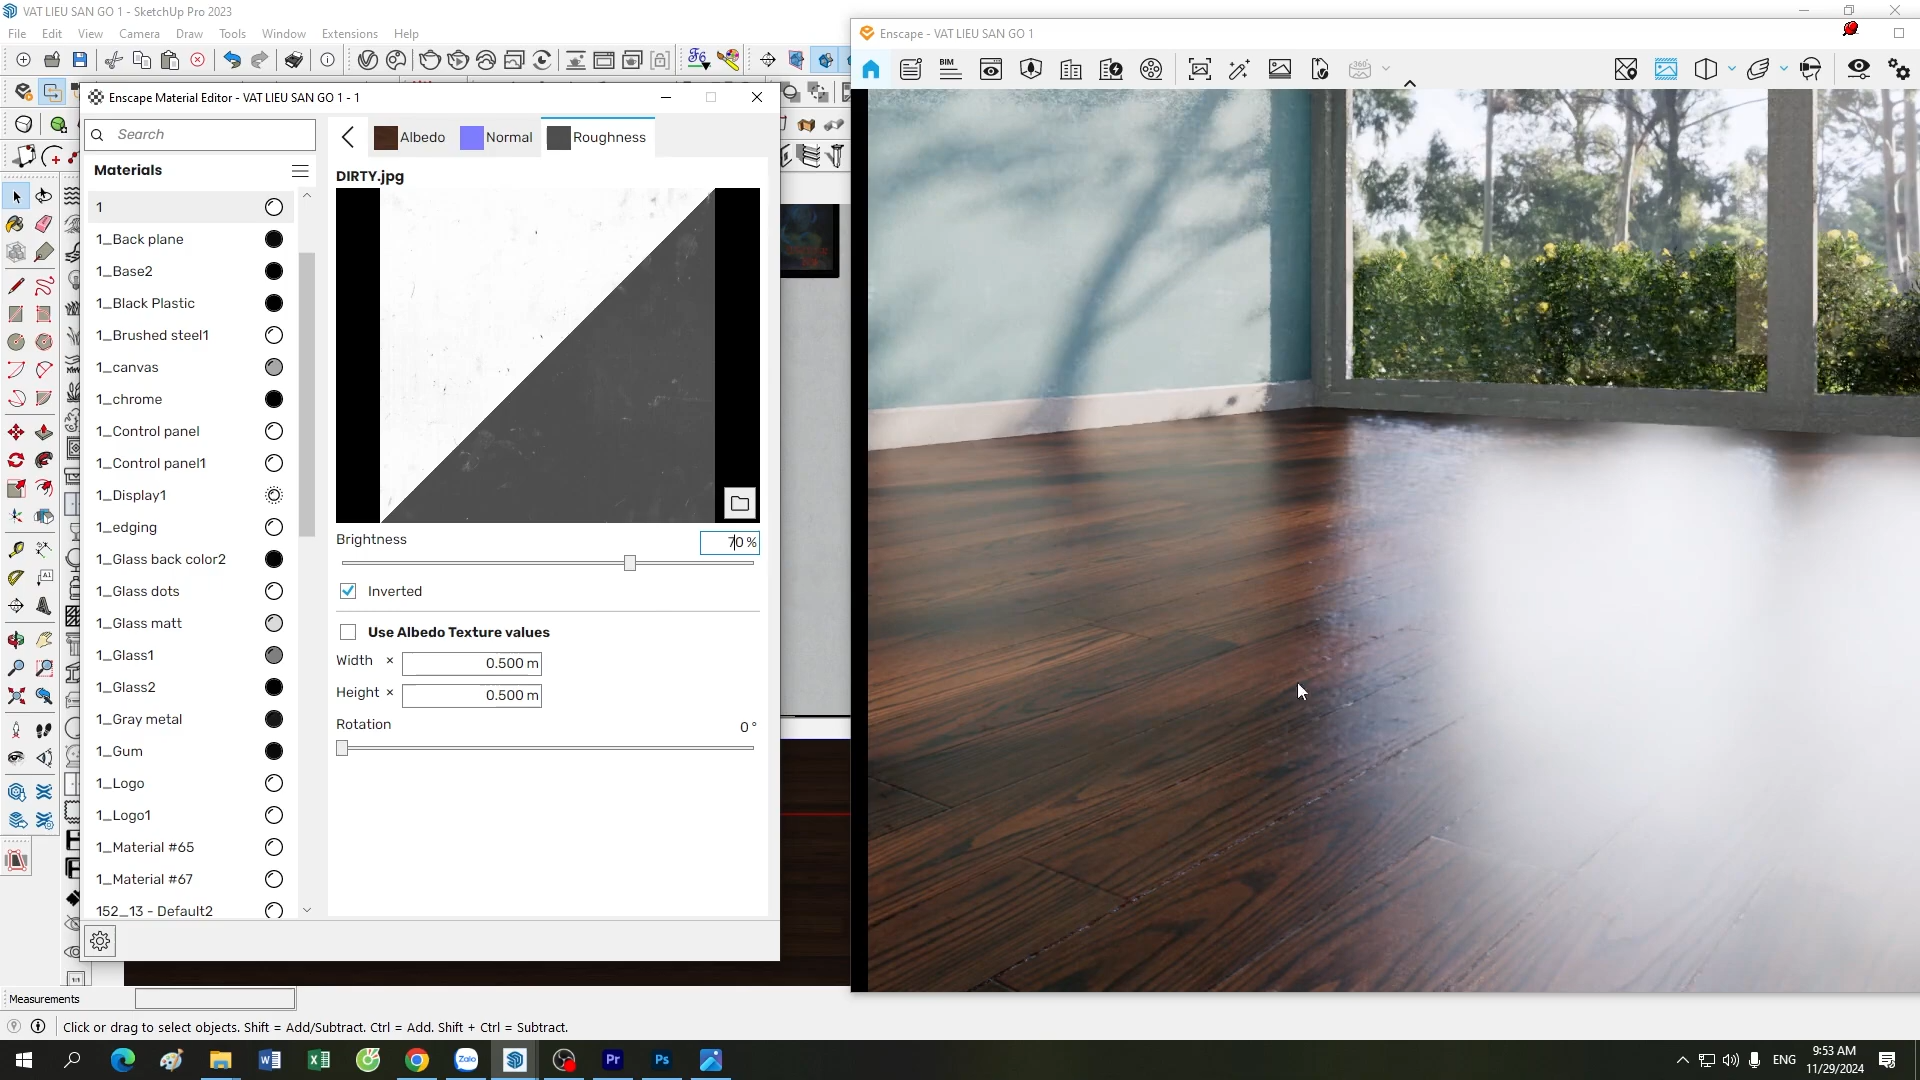 VAT LIEU SAN GO 1 - SketchUp Pro 2023
File Edit View Camera Draw Tools Window Extensions Help
Enscape - VAT LIEU SAN GO 1
BIM
360°
Enscape Material Editor - VAT LIEU SAN GO 1 - 1
Search
Materials
1
1_Back plane
1_Base2
1_Black Plastic
1_Brushed steel1
1_canvas
1_chrome
1_Control panel
1_Control panel1
1_Display1
1_edging
1_Glass back color2
1_Glass dots
1_Glass matt
1_Glass1
1_Glass2
1_Gray metal
1_Gum
1_Logo
1_Logo1
1_Material #65
1_Material #67
152_13 - Default2
Albedo Normal Roughness
DIRTY.jpg
Brightness 70 %
Inverted
Use Albedo Texture values
Width × 0.500 m
Height × 0.500 m
Rotation 0 °
Measurements
Click or drag to select objects. Shift = Add/Subtract. Ctrl = Add. Shift + Ctrl = Subtract.
Zalo
Pr
Ps
ENG
9:53 AM
11/29/2024